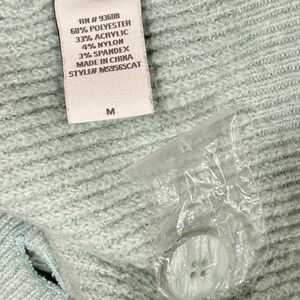 RN # 93608
60% POLYESTER
33% ACRYLIC
4% NYLON
3% SPANDEX
MADE IN CHINA
STYLE# MS9565CAT
M